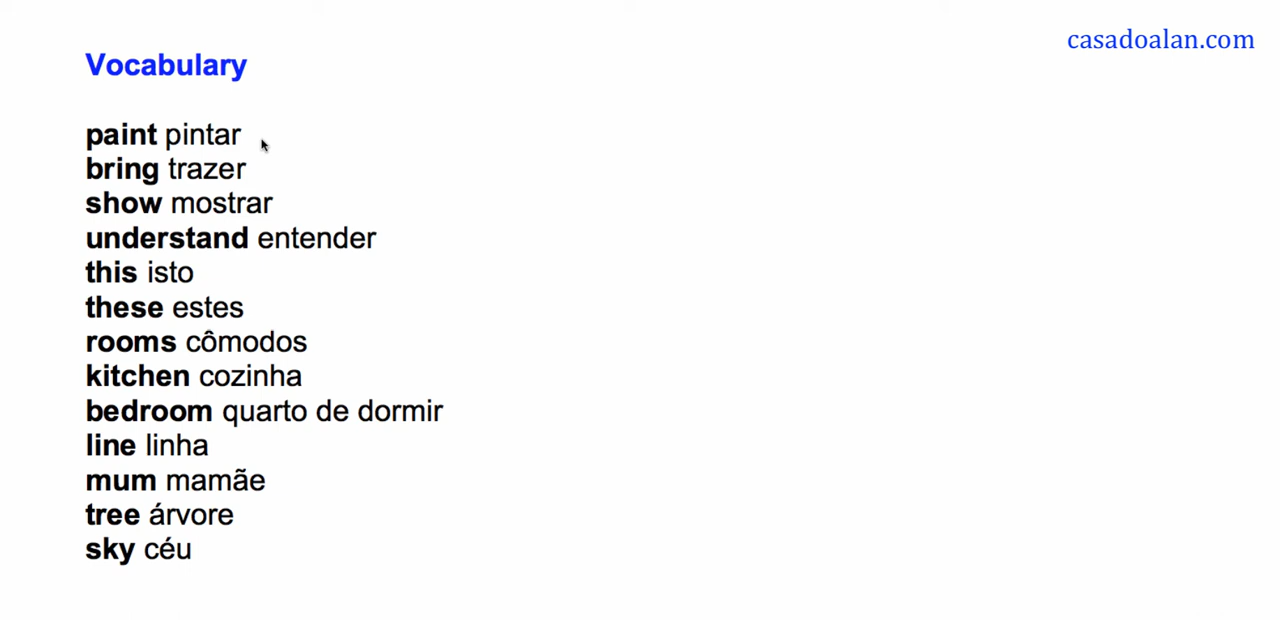 casadoalan.com
Vocabulary
paint pintar
bring trazer
show mostrar
understand entender
this isto
these estes
rooms cômodos
kitchen cozinha
bedroom quarto de dormir
line linha
mum mamãe
tree árvore
sky céu